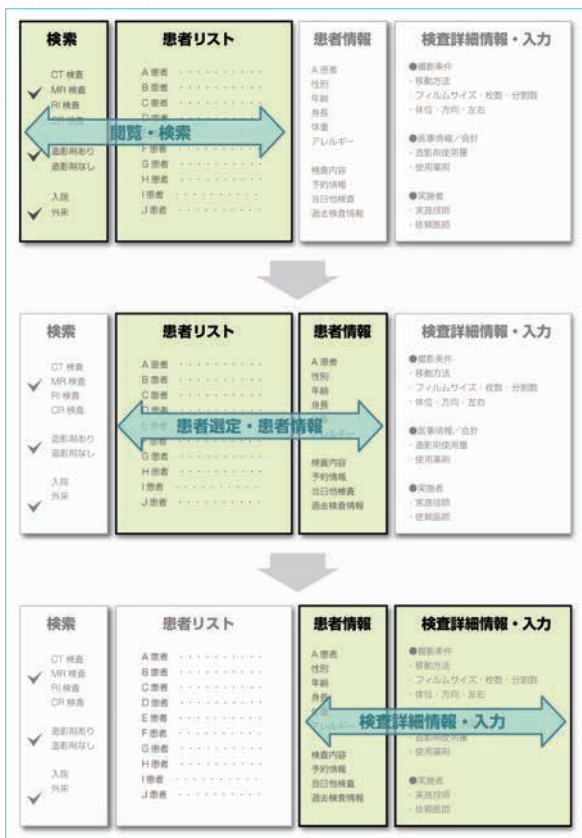 検索
CT 検査
MR 検査
RI 検査
造影剤あり
造影剤なし
入院
外来
患者リスト
A 患者 ・・・・・・・・・・
B 患者 ・・・・・・・・・・
C 患者 ・・・・・・・・・・
G 患者 ・・・・・・・・・・
H 患者 ・・・・・・・・・・
I 患者 ・・・・・・・・・・
J 患者 ・・・・・・・・・・
閲覧・検索
患者情報
A 患者
性別
年齢
身長
体重
アレルギー
検査内容
予約情報
当日他検査
過去検査情報
検査詳細情報・入力
●撮影条件
・移動方法
・フィルムサイズ・枚数・分割数
・体位・方向・左右
●医事情報／会計
・造影剤使用量
・使用薬剤
●実施者
・実施技師
・依頼医師
検索
CT 検査
MR 検査
RI 検査
CR 検査
造影剤あり
造影剤なし
入院
外来
患者リスト
A 患者 ・・・・・・・・・・
B 患者 ・・・・・・・・・・
C 患者 ・・・・・・・・・・
G 患者 ・・・・・・・・・・
H 患者 ・・・・・・・・・・
I 患者 ・・・・・・・・・・
J 患者 ・・・・・・・・・・
患者選定・患者情報
患者情報
A 患者
性別
年齢
身長
検査内容
予約情報
当日他検査
過去検査情報
検査詳細情報・入力
●撮影条件
・移動方法
・フィルムサイズ・枚数・分割数
・体位・方向・左右
●医事情報／会計
・造影剤使用量
・使用薬剤
●実施者
・実施技師
・依頼医師
検索
CT 検査
MR 検査
RI 検査
CR 検査
造影剤あり
造影剤なし
入院
外来
患者リスト
A 患者 ・・・・・・・・・・
B 患者 ・・・・・・・・・・
C 患者 ・・・・・・・・・・
D 患者 ・・・・・・・・・・
E 患者 ・・・・・・・・・・
F 患者 ・・・・・・・・・・
G 患者 ・・・・・・・・・・
H 患者 ・・・・・・・・・・
I 患者 ・・・・・・・・・・
J 患者 ・・・・・・・・・・
患者情報
A 患者
性別
年齢
身長
検査内容
予約情報
当日他検査
過去検査情報
検査詳細情報・入力
●撮影条件
・移動方法
・フィルムサイズ・枚数・分割数
・体位・方向・左右
検査詳細情報・入力
・造影剤使用量
・使用薬剤
●実施者
・実施技師
・依頼医師